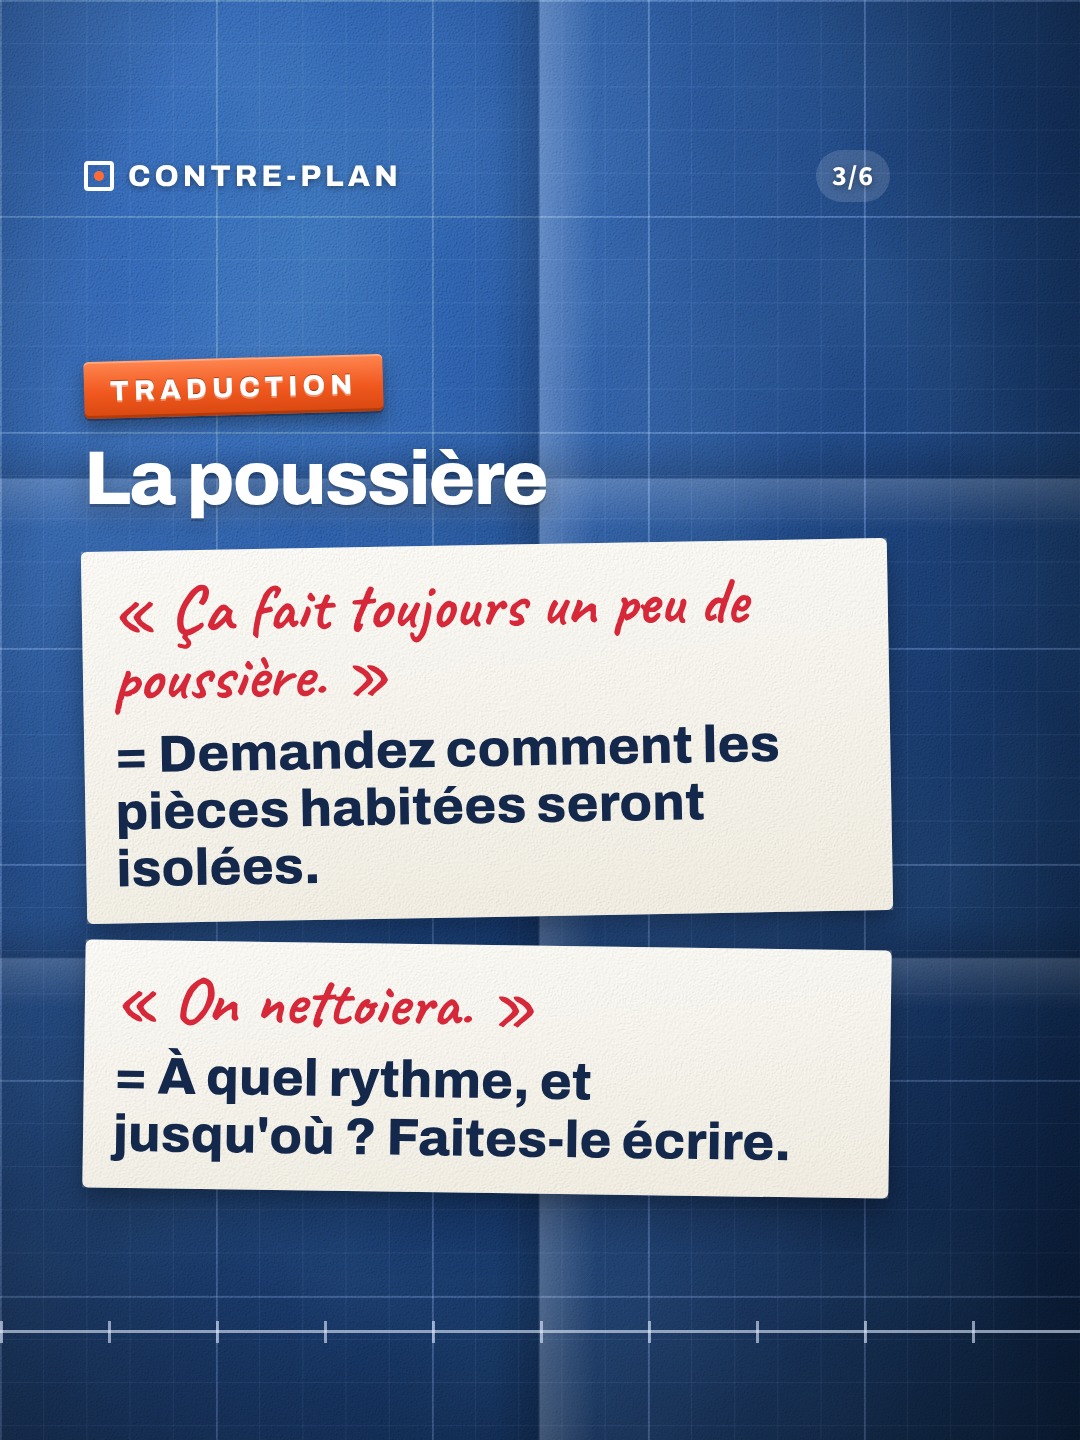 CONTRE-PLAN
3/6
TRADUCTION
La poussière
« Ça fait toujours un peu de
poussière. »
= Demandez comment les
pièces habitées seront
isolées.
« On nettoiera. »
= À quel rythme, et
jusqu'où ? Faites-le écrire.